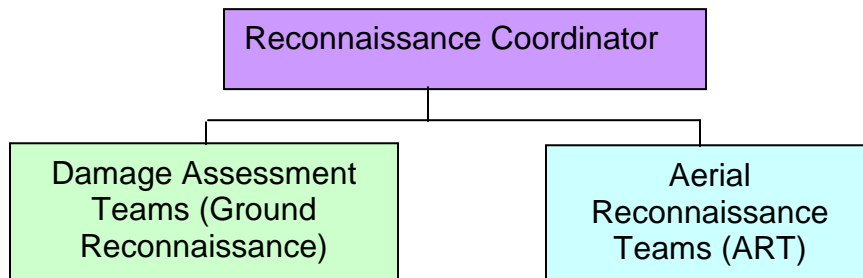 Reconnaissance Coordinator
Damage Assessment
Teams (Ground
Reconnaissance)
Aerial
Reconnaissance
Teams (ART)